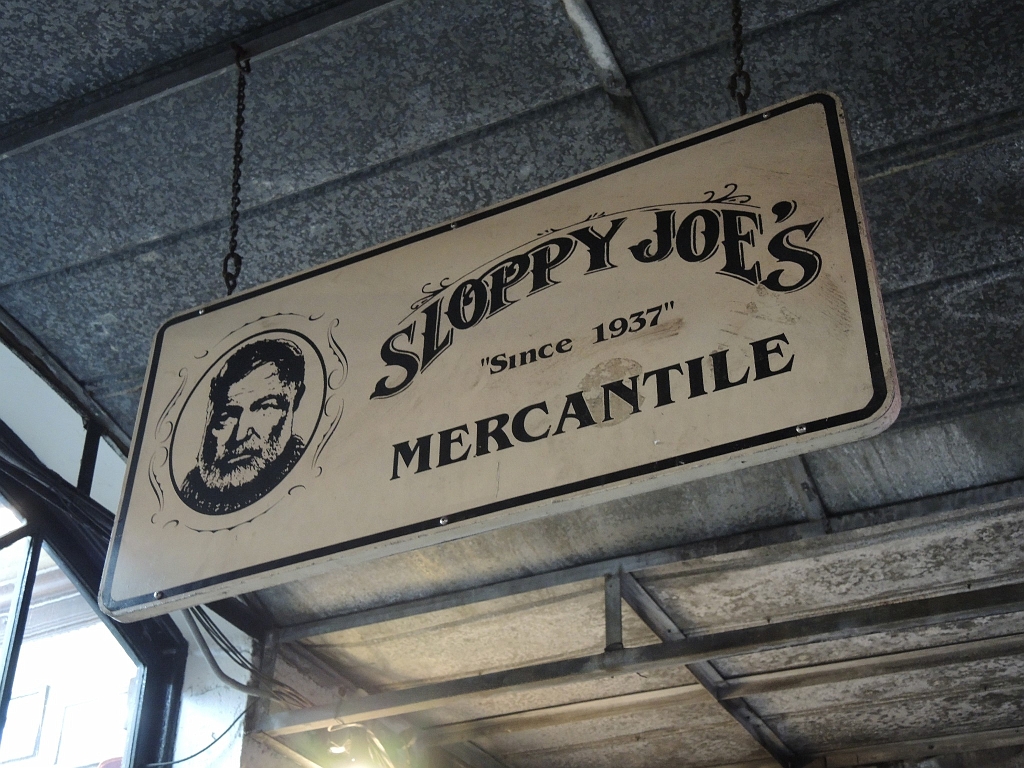 SLOPPY JOE'S
"Since 1937"
MERCANTILE